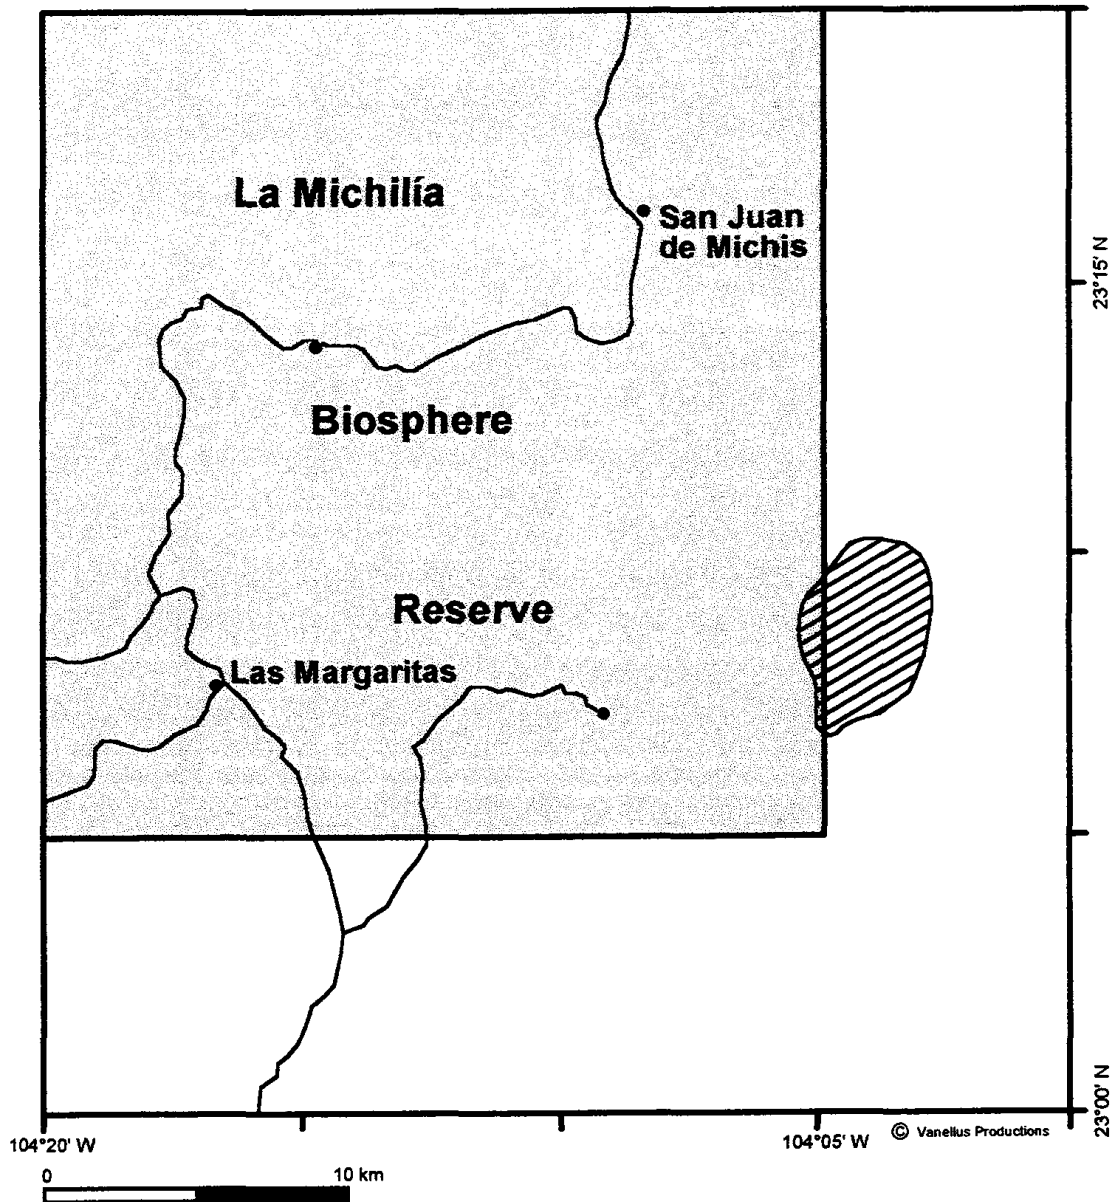 La Michilía
San Juan
de Michis
23°15' N
Biosphere
Reserve
Las Margaritas
23°00' N
104°20' W
104°05' W
© Vanellus Productions
0
10 km